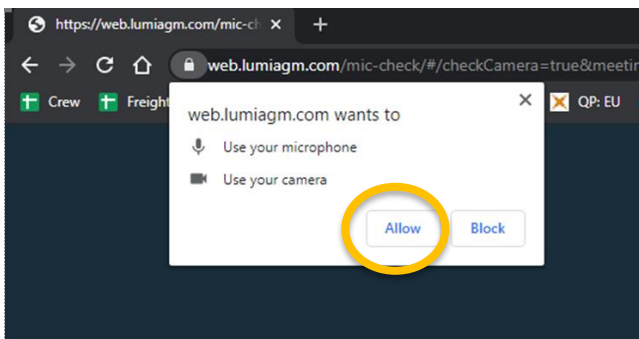 https://web.lumiagm.com/mic-ch
web.lumiagm.com/mic-check/#/checkCamera=true&meetin
Crew Freight QP: EU
web.lumiagm.com wants to
Use your microphone
Use your camera
Allow Block